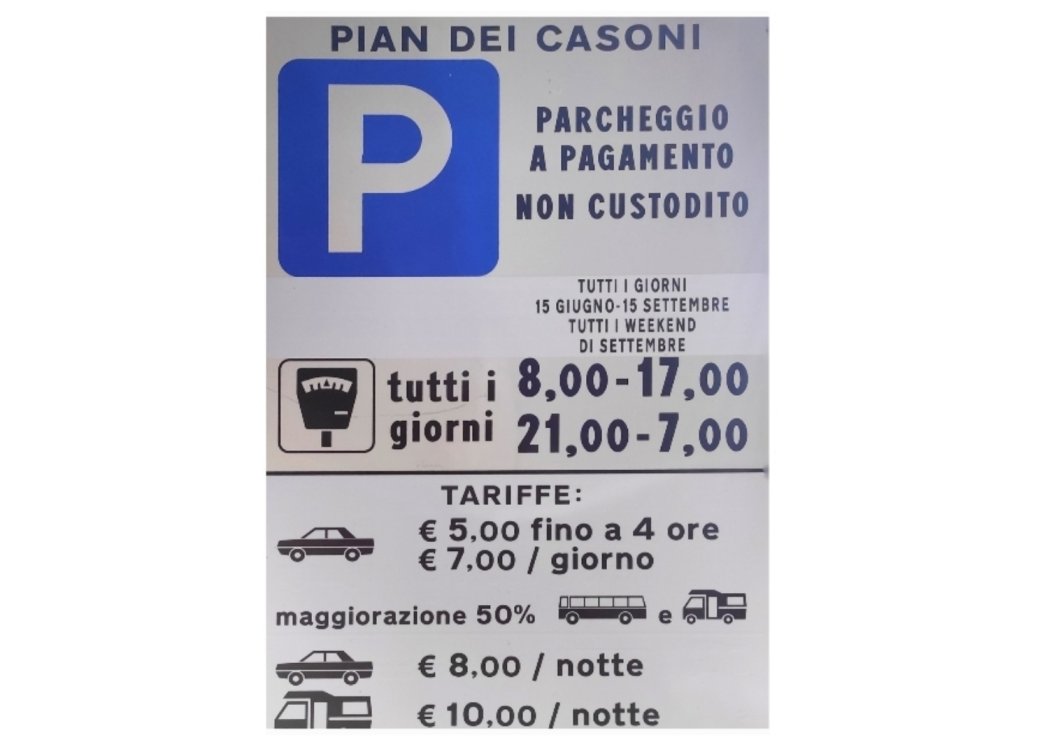 PIAN DEI CASONI
P
PARCHEGGIO
A PAGAMENTO
NON CUSTODITO
TUTTI I GIORNI
15 GIUGNO-15 SETTEMBRE
TUTTI I WEEKEND
DI SETTEMBRE
tutti i
giorni
8,00-17,00
21,00-7,00
TARIFFE:
€ 5,00 fino a 4 ore
€ 7,00 / giorno
maggiorazione 50% e
€ 8,00 / notte
€ 10,00 / notte